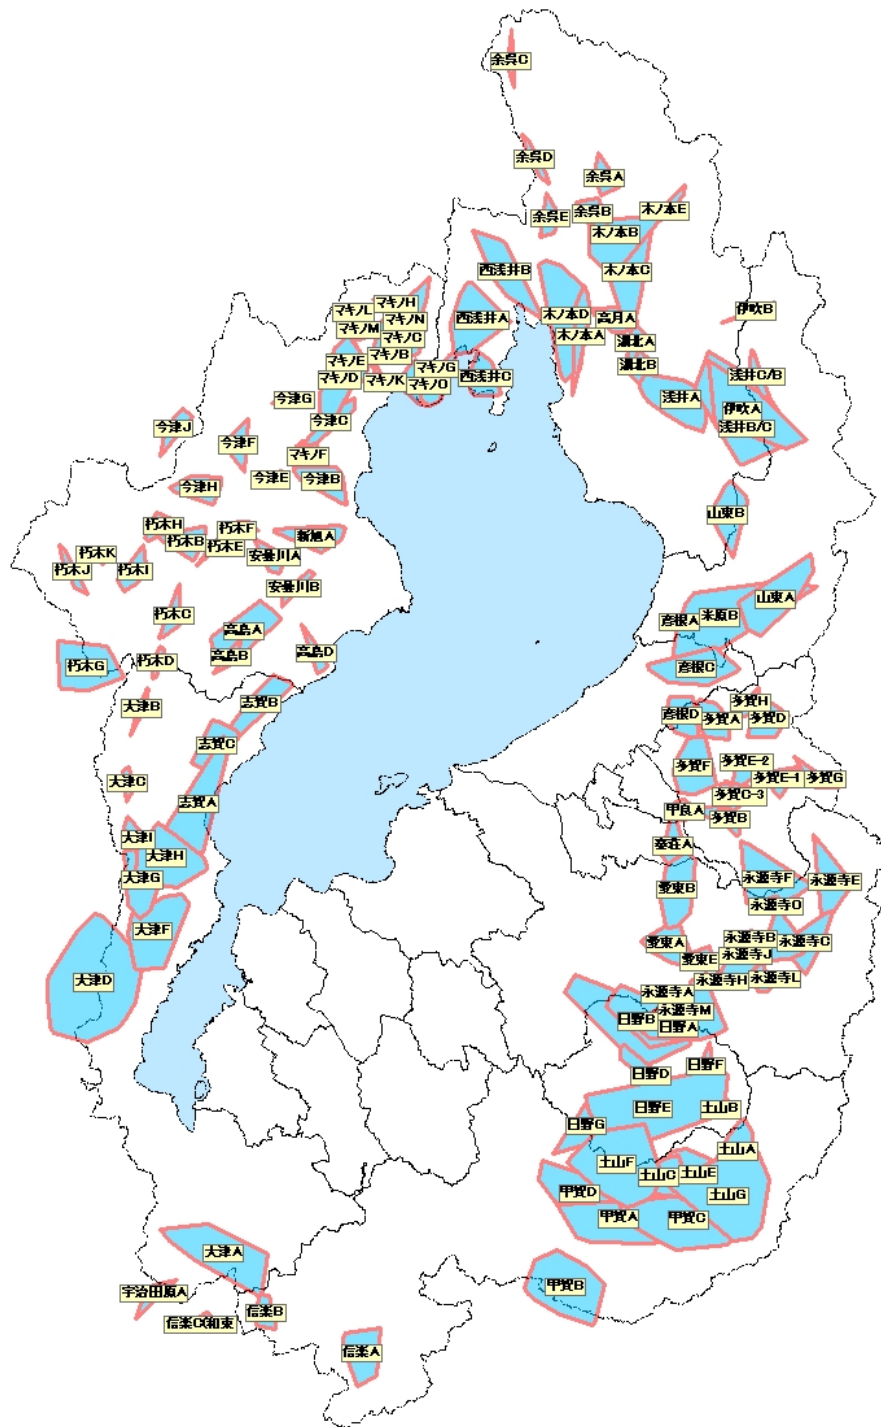 余呉C
余呉D
余呉A
余呉E
余呉B
木ノ本E
木ノ本B
西浅井B
木ノ本C
マキノL
マキノH
マキノN
マキノM
マキノC
西浅井A
木ノ本D
高月A
伊吹B
木ノ本A
湖北A
マキノE
マキノB
マキノG
湖北B
マキノD
マキノK
マキノO
西浅井C
浅井C/B
今津G
浅井A
伊吹A
今津J
今津C
浅井B/C
今津F
マキノF
今津E
今津B
今津H
山東B
朽木H
朽木F
新旭A
朽木B
朽木E
朽木K
安曇川A
朽木J
朽木I
安曇川B
山東A
朽木C
米原B
彦根A
高島A
高島D
高島B
朽木G
朽木D
彦根C
大津B
志賀B
多賀H
彦根D
多賀A
多賀D
志賀C
多賀F
多賀E-2
大津C
多賀E-1
多賀G
志賀A
多賀C-3
甲良A
多賀B
大津I
秦荘A
大津H
大津G
愛東B
永源寺F
永源寺E
永源寺O
大津F
愛東A
永源寺B
永源寺C
愛東E
永源寺J
大津D
永源寺H
永源寺L
永源寺A
永源寺M
日野B
日野A
日野D
日野F
日野E
土山B
日野G
土山A
土山F
土山C
土山E
甲賀D
土山G
甲賀A
甲賀C
大津A
甲賀B
宇治田原A
信楽B
信楽C(和東
信楽A